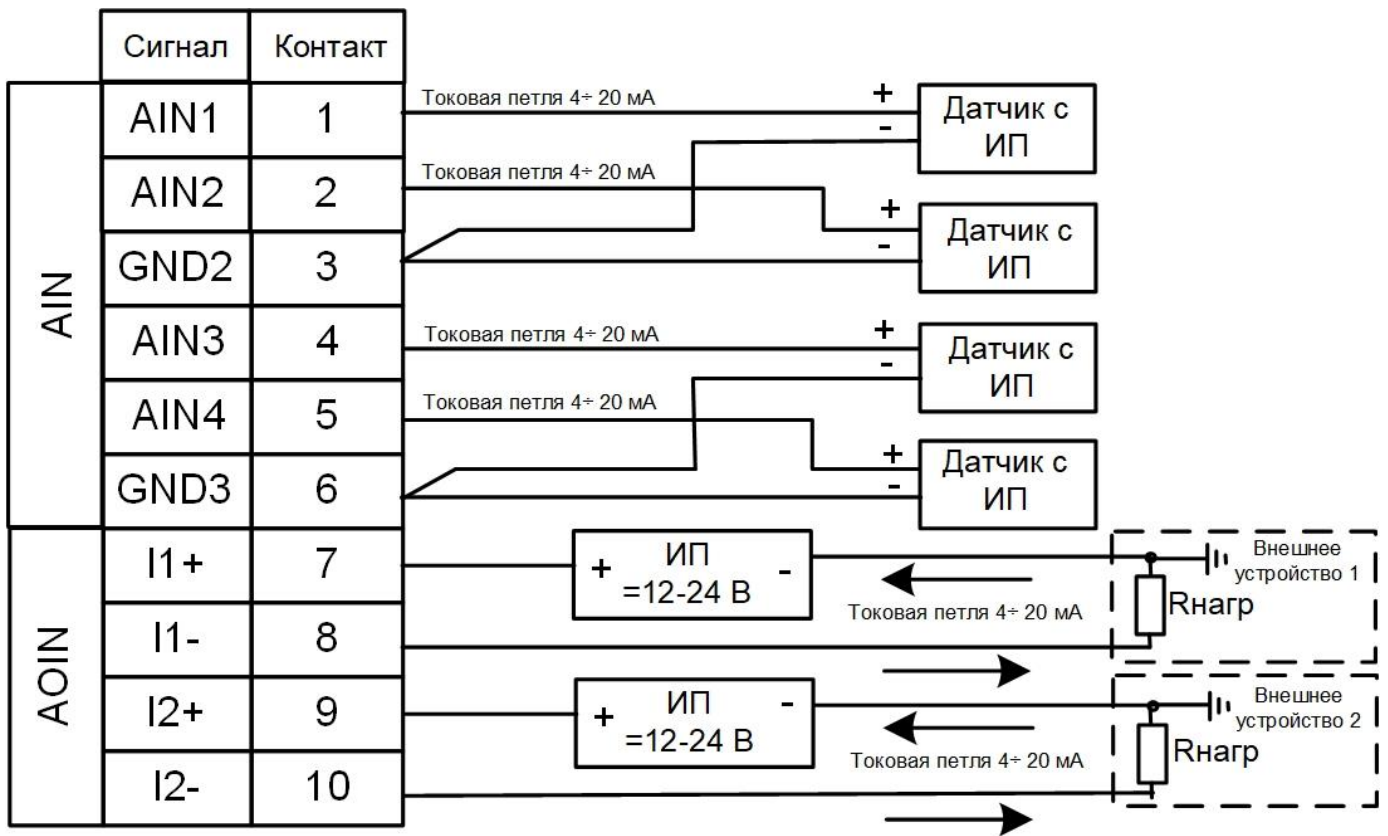 Сигнал Контакт
AIN
AIN1 1
Токовая петля 4÷ 20 мА
+
-
Датчик с
ИП
AIN2 2
Токовая петля 4÷ 20 мА
+
-
Датчик с
ИП
GND2 3
AIN3 4
Токовая петля 4÷ 20 мА
+
-
Датчик с
ИП
AIN4 5
Токовая петля 4÷ 20 мА
+
-
Датчик с
ИП
GND3 6
AOIN
I1+ 7
+ ИП -
=12-24 В
Токовая петля 4÷ 20 мА
Внешнее
устройство 1
Rнагр
I1- 8
I2+ 9
+ ИП -
=12-24 В
Токовая петля 4÷ 20 мА
Внешнее
устройство 2
Rнагр
I2- 10